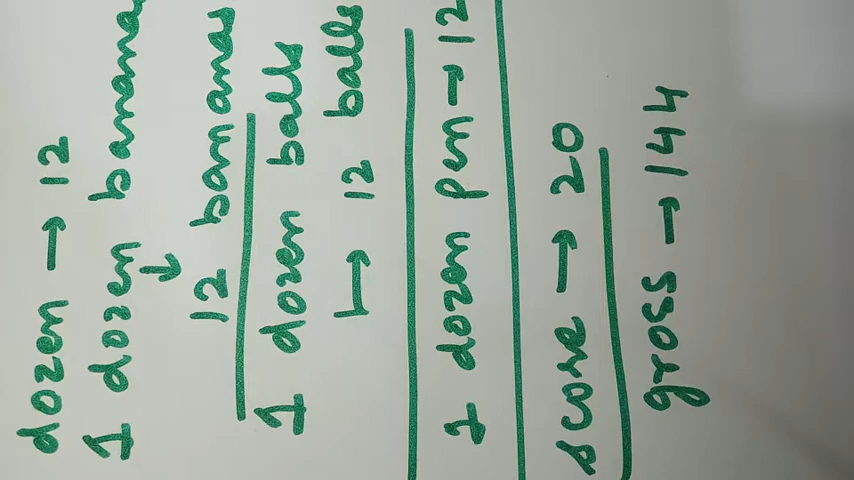 dozen → 12
1 dozen bananas
↓
12 bananas
1 dozen balls
↦ 12 balls
1 dozen pen → 12
score → 20
gross → 144